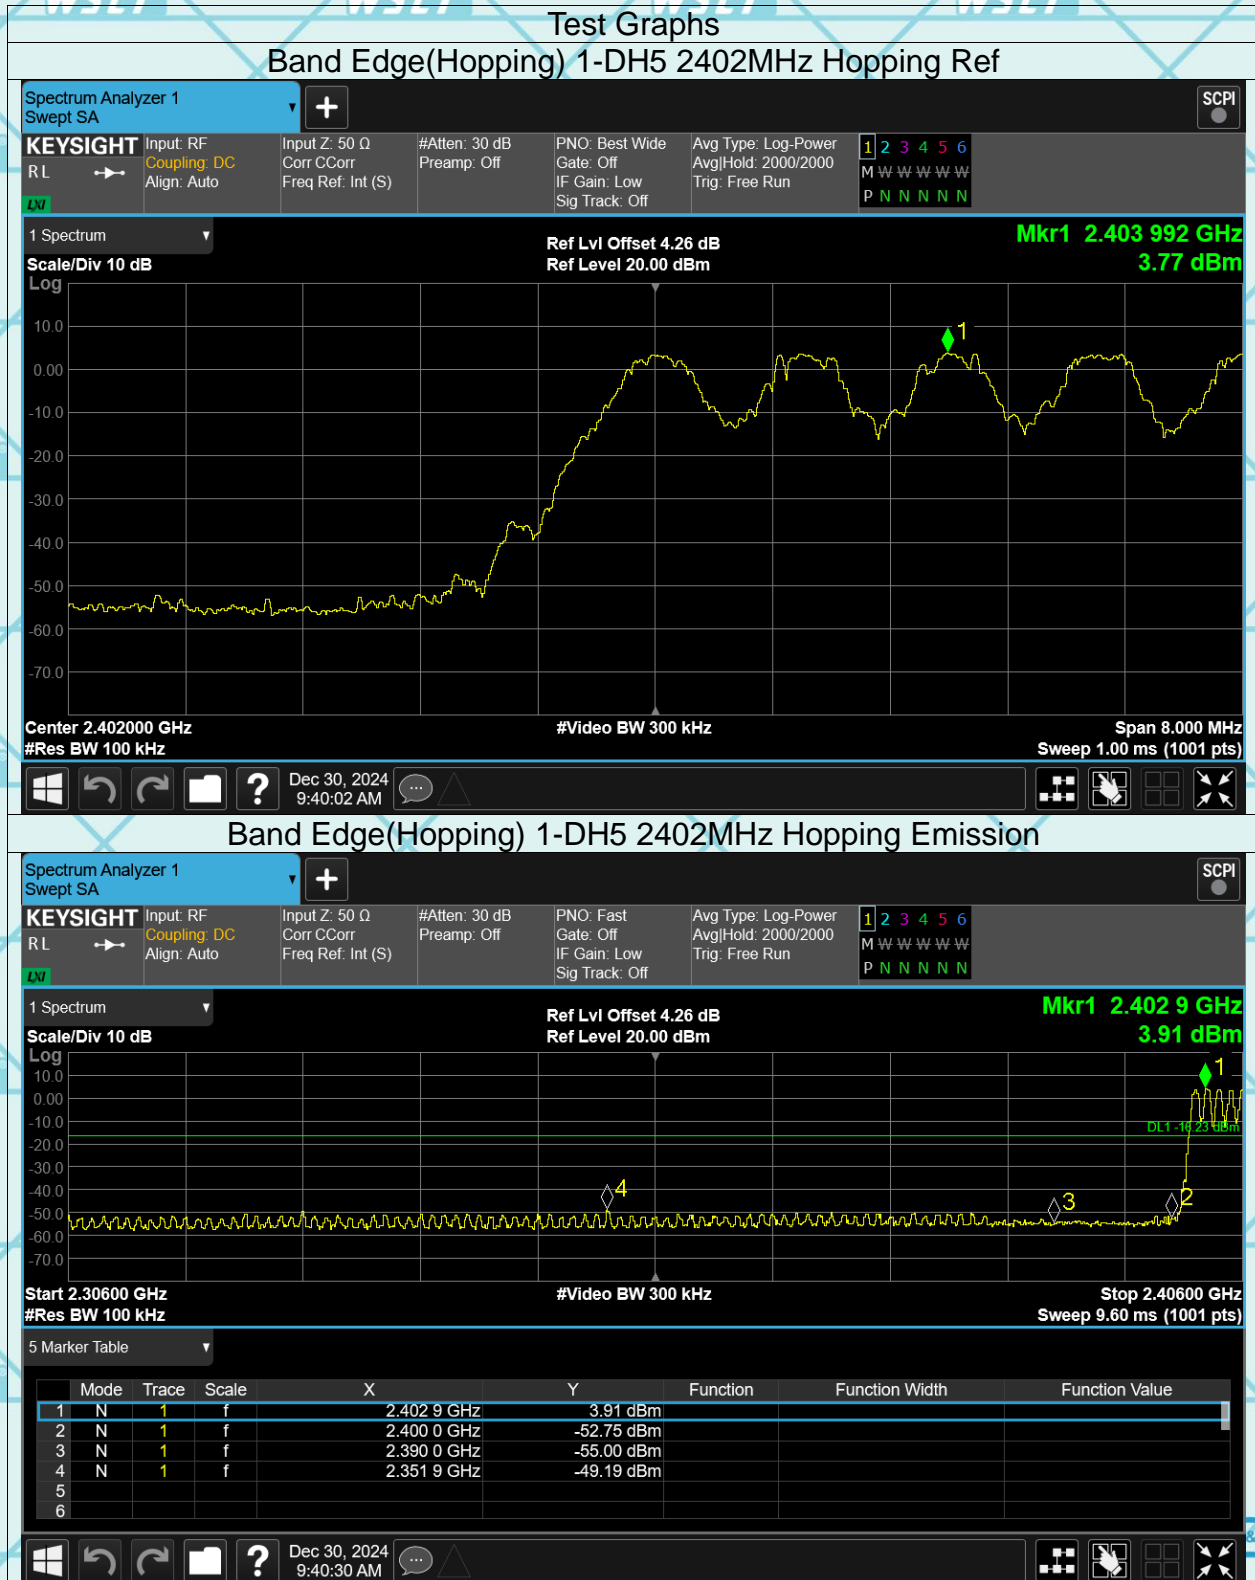 WSCT WSCT WSCT
Test Graphs
Band Edge(Hopping) 1-DH5 2402MHz Hopping Ref
Spectrum Analyzer 1
Swept SA
SCPI
KEYSIGHT Input: RF Input Z: 50 Ω #Atten: 30 dB PNO: Best Wide Avg Type: Log-Power 1 2 3 4 5 6
RL Coupling: DC Corr CCorr Preamp: Off Gate: Off Avg|Hold: 2000/2000 M W W W W W
Align: Auto Freq Ref: Int (S) IF Gain: Low Trig: Free Run
LXI Sig Track: Off P N N N N N
1 Spectrum Ref Lvl Offset 4.26 dB Mkr1 2.403 992 GHz
Scale/Div 10 dB Ref Level 20.00 dBm 3.77 dBm
Log
1
10.0
0.00
-10.0
-20.0
-30.0
-40.0
-50.0
-60.0
-70.0
Center 2.402000 GHz #Video BW 300 kHz Span 8.000 MHz
#Res BW 100 kHz Sweep 1.00 ms (1001 pts)
Dec 30, 2024
9:40:02 AM
Band Edge(Hopping) 1-DH5 2402MHz Hopping Emission
Spectrum Analyzer 1
Swept SA
SCPI
KEYSIGHT Input: RF Input Z: 50 Ω #Atten: 30 dB PNO: Fast Avg Type: Log-Power 1 2 3 4 5 6
RL Coupling: DC Corr CCorr Preamp: Off Gate: Off Avg|Hold: 2000/2000 M W W W W W
Align: Auto Freq Ref: Int (S) IF Gain: Low Trig: Free Run
LXI Sig Track: Off P N N N N N
1 Spectrum Ref Lvl Offset 4.26 dB Mkr1 2.402 9 GHz
Scale/Div 10 dB Ref Level 20.00 dBm 3.91 dBm
Log
1
10.0
0.00
-10.0
DL1 -16.23 dBm
-20.0
-30.0
-40.0
4 3 2
-50.0
-60.0
-70.0
Start 2.30600 GHz #Video BW 300 kHz Stop 2.40600 GHz
#Res BW 100 kHz Sweep 9.60 ms (1001 pts)
5 Marker Table
Mode Trace Scale X Y Function Function Width Function Value
1 N 1 f 2.402 9 GHz 3.91 dBm
2 N 1 f 2.400 0 GHz -52.75 dBm
3 N 1 f 2.390 0 GHz -55.00 dBm
4 N 1 f 2.351 9 GHz -49.19 dBm
5
6
Dec 30, 2024
9:40:30 AM